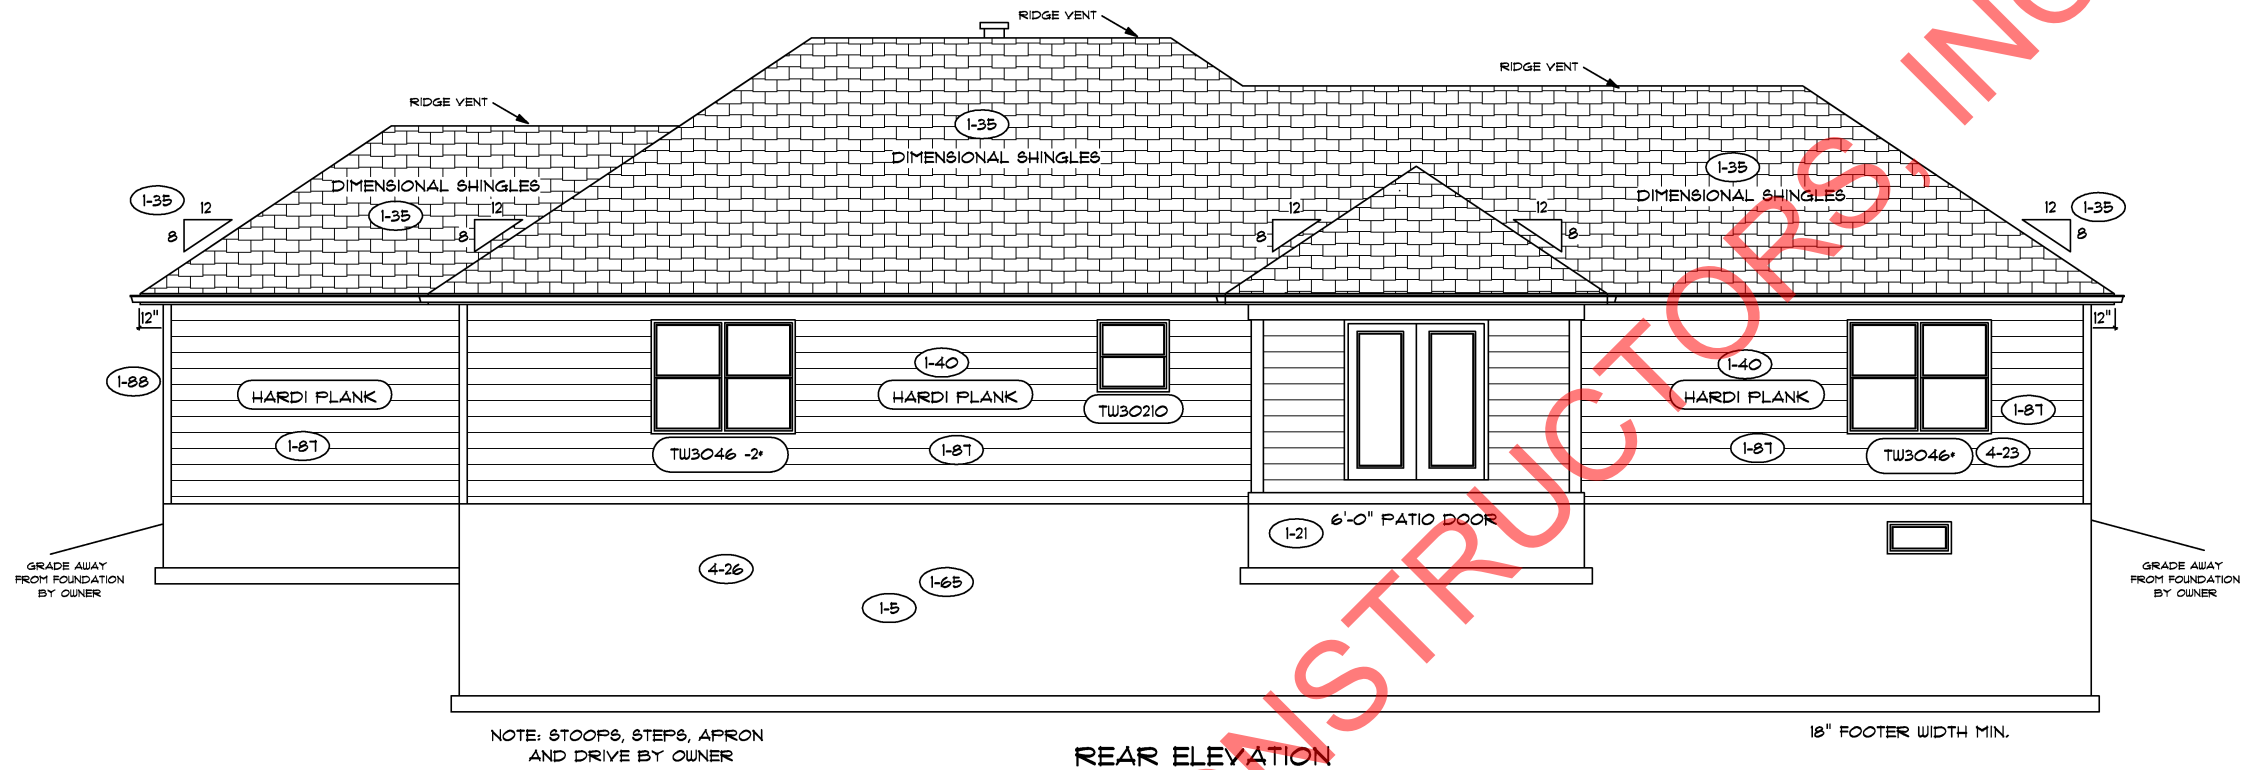 RIDGE VENT
RIDGE VENT
RIDGE VENT
1-35
DIMENSIONAL SHINGLES
1-35
DIMENSIONAL SHINGLES
DIMENSIONAL SHINGLES
1-35
1-35
1-35
12
8
12
8
12
8
12
8
12
8
12"
12"
1-88
HARDI PLANK
1-87
1-40
HARDI PLANK
1-87
TW3046 -2*
TW30210
1-40
HARDI PLANK
1-87
1-87
TW3046*
4-23
6'-0" PATIO DOOR
1-21
GRADE AWAY
FROM FOUNDATION
BY OWNER
4-26
1-65
1-5
GRADE AWAY
FROM FOUNDATION
BY OWNER
NOTE: STOOPS, STEPS, APRON
AND DRIVE BY OWNER
REAR ELEVATION
18" FOOTER WIDTH MIN.
NSTRUCTORS, INC